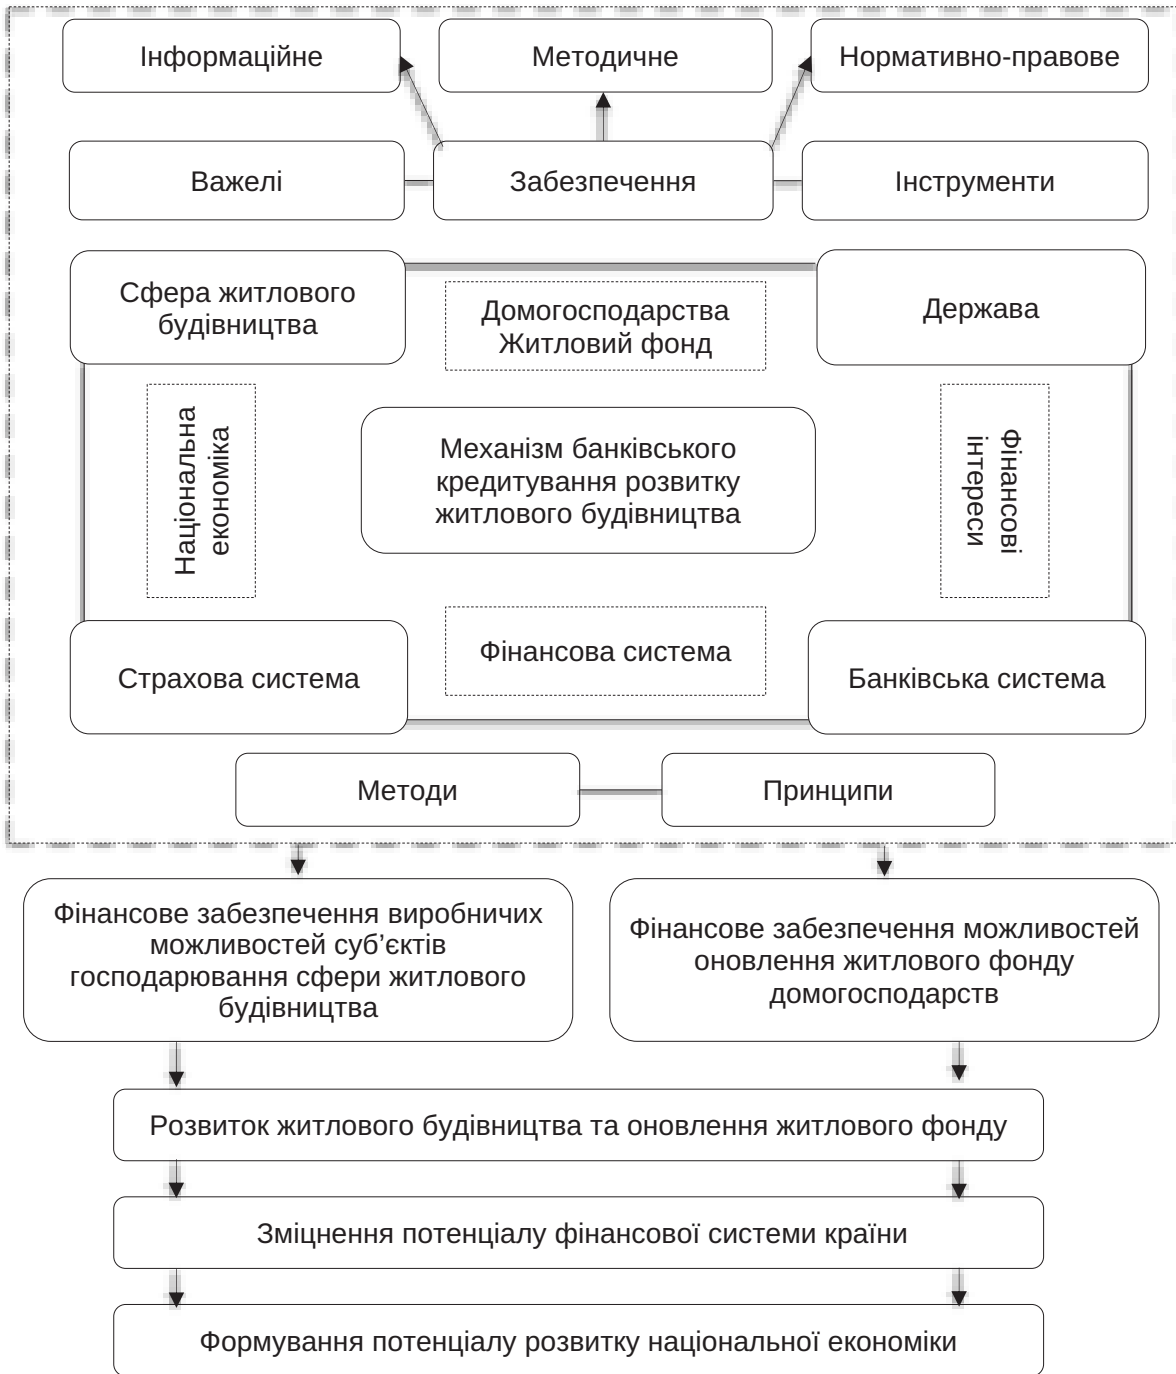 Інформаційне
Методичне
Нормативно-правове
Важелі
Забезпечення
Інструменти
Сфера житлового
будівництва
Домогосподарства
Житловий фонд
Держава
Національна
економіка
Механізм банківського
кредитування розвитку
житлового будівництва
Фінансові
інтереси
Страхова система
Фінансова система
Банківська система
Методи
Принципи
Фінансове забезпечення виробничих
можливостей суб’єктів
господарювання сфери житлового
будівництва
Фінансове забезпечення можливостей
оновлення житлового фонду
домогосподарств
Розвиток житлового будівництва та оновлення житлового фонду
Зміцнення потенціалу фінансової системи країни
Формування потенціалу розвитку національної економіки